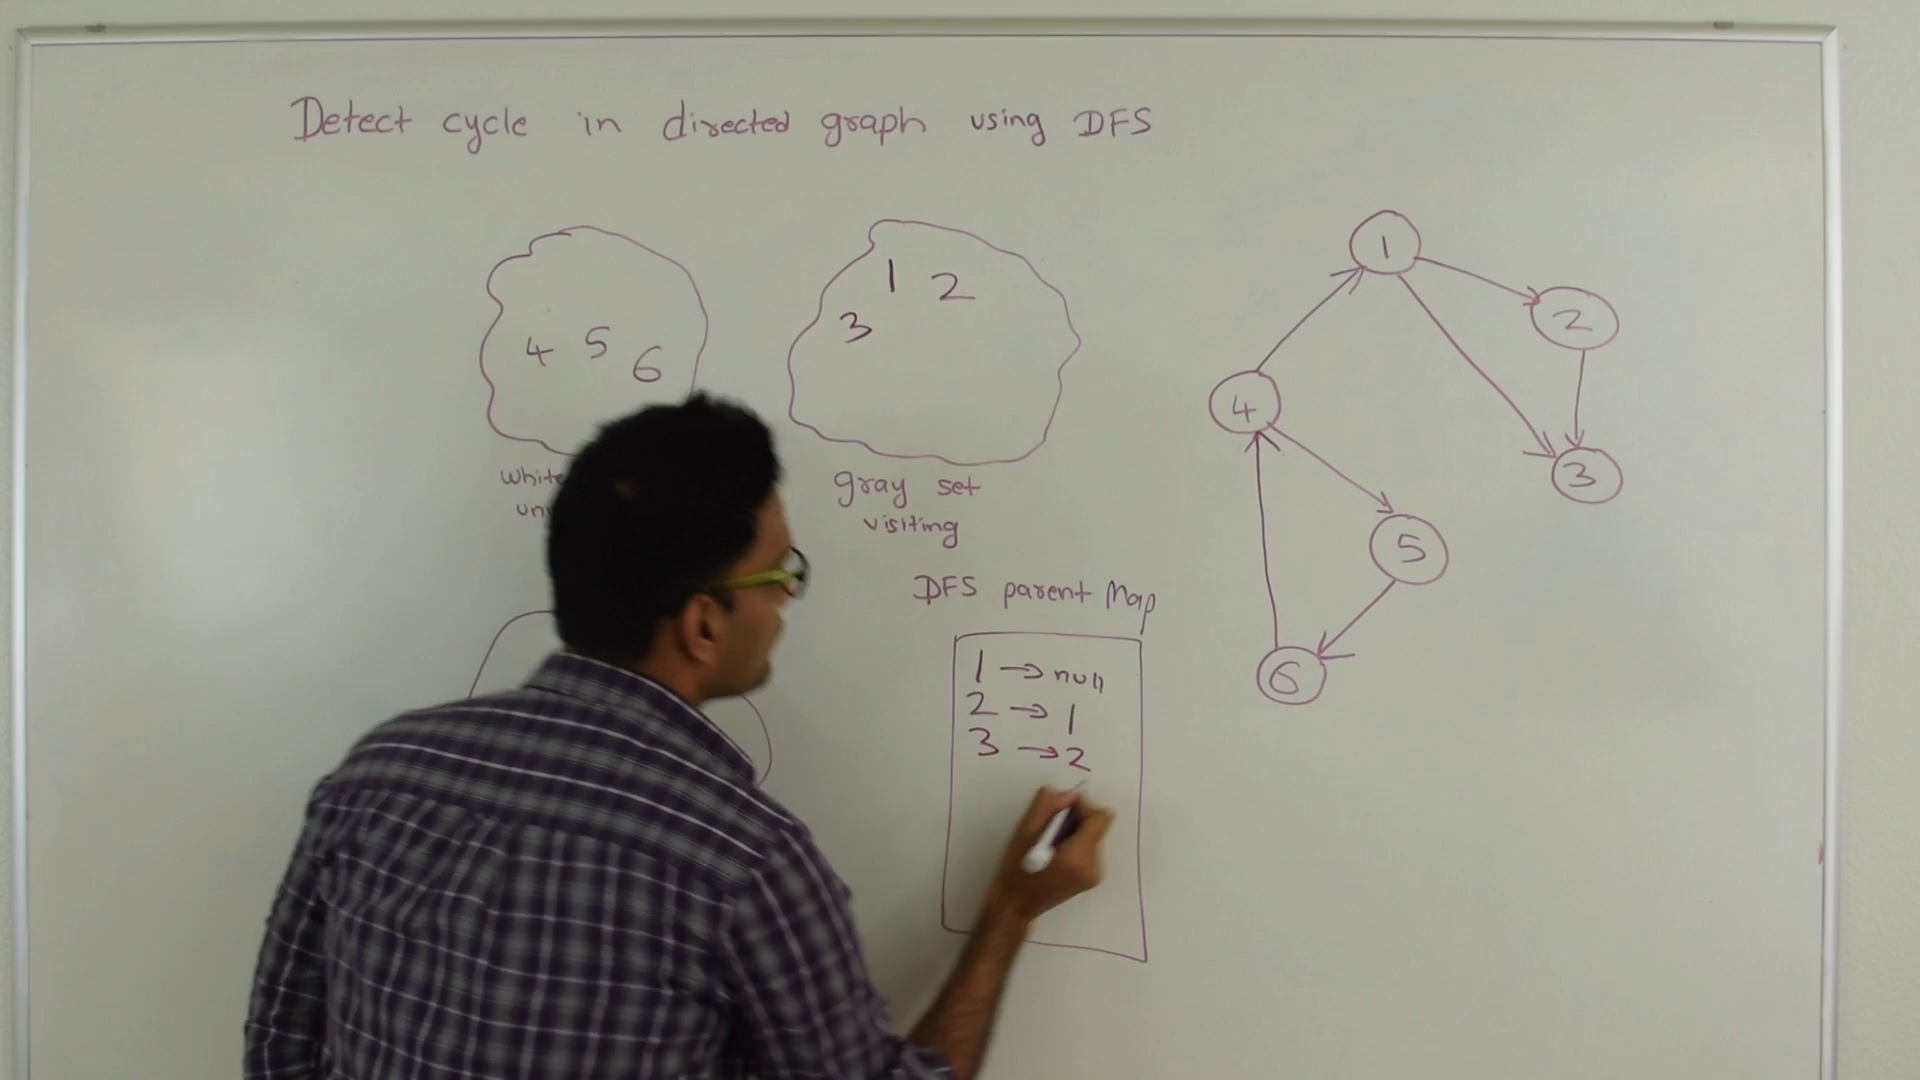 Detect cycle in directed graph using DFS
4 5 6
1 2
3
white
gray set
visiting
DFS parent Map
1 → null
2 → 1
3 → 2
1
2
3
4
5
6